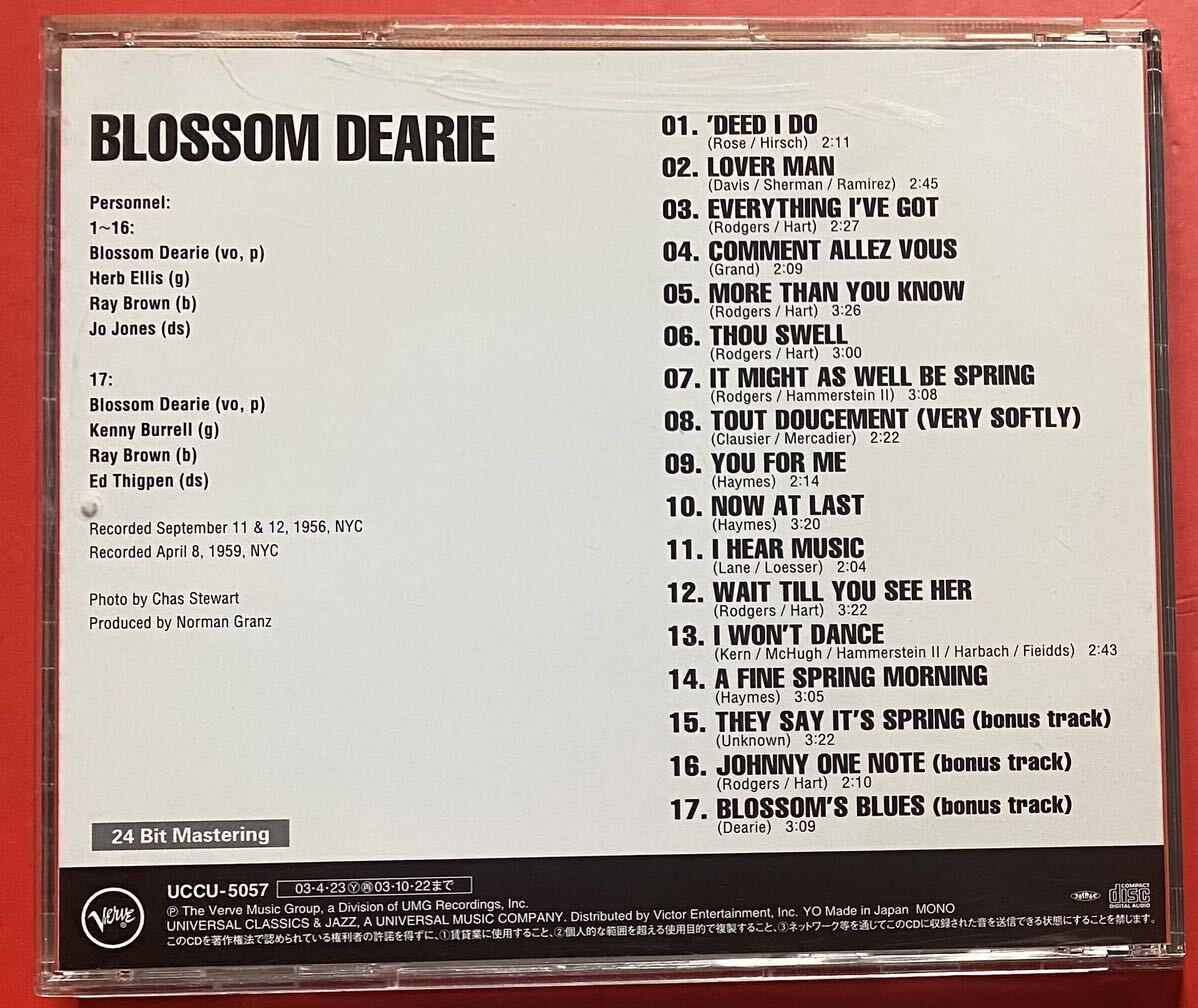 BLOSSOM DEARIE
Personnel:
1~16:
Blossom Dearie (vo, p)
Herb Ellis (g)
Ray Brown (b)
Jo Jones (ds)
17:
Blossom Dearie (vo, p)
Kenny Burrell (g)
Ray Brown (b)
Ed Thigpen (ds)
Recorded September 11 & 12, 1956, NYC
Recorded April 8, 1959, NYC
Photo by Chas Stewart
Produced by Norman Granz
24 Bit Mastering
01. 'DEED I DO
(Rose / Hirsch) 2:11
02. LOVER MAN
(Davis / Sherman / Ramirez) 2:45
03. EVERYTHING I'VE GOT
(Rodgers / Hart) 2:27
04. COMMENT ALLEZ VOUS
(Grand) 2:09
05. MORE THAN YOU KNOW
(Rodgers / Hart) 3:26
06. THOU SWELL
(Rodgers / Hart) 3:00
07. IT MIGHT AS WELL BE SPRING
(Rodgers / Hammerstein II) 3:08
08. TOUT DOUCEMENT (VERY SOFTLY)
(Clausier / Mercadier) 2:22
09. YOU FOR ME
(Haymes) 2:14
10. NOW AT LAST
(Haymes) 3:20
11. I HEAR MUSIC
(Lane / Loesser) 2:04
12. WAIT TILL YOU SEE HER
(Rodgers / Hart) 3:22
13. I WON'T DANCE
(Kern / McHugh / Hammerstein II / Harbach / Fieidds) 2:43
14. A FINE SPRING MORNING
(Haymes) 3:05
15. THEY SAY IT'S SPRING (bonus track)
(Unknown) 3:22
16. JOHNNY ONE NOTE (bonus track)
(Rodgers / Hart) 2:10
17. BLOSSOM'S BLUES (bonus track)
(Dearie) 3:09
Verve
UCCU-5057 03・4・23Ⓨ㊢03・10・22まで
℗ The Verve Music Group, a Division of UMG Recordings, Inc.
UNIVERSAL CLASSICS & JAZZ, A UNIVERSAL MUSIC COMPANY. Distributed by Victor Entertainment, Inc. YO Made in Japan MONO
このCDを著作権法で認められている権利者の許諾を得ずに、①賃貸業に使用すること、②個人的な範囲を超える使用目的で複製すること、③ネットワーク等を通じてこのCDに収録された音を送信できる状態にすることを禁じます。
COMPACT
disc
DIGITAL AUDIO